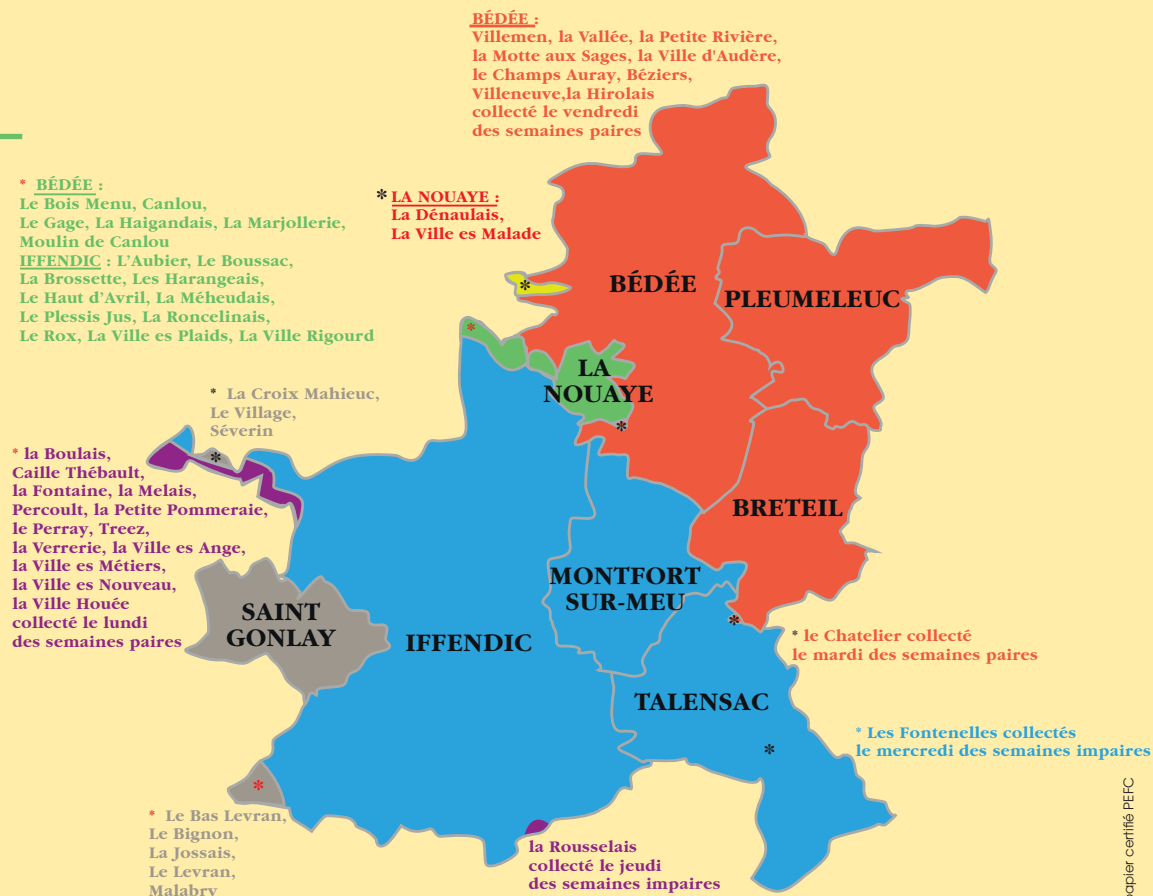 BÉDÉE :
Villemen, la Vallée, la Petite Rivière,
la Motte aux Sages, la Ville d'Audère,
le Champs Auray, Béziers,
Villeneuve,la Hirolais
collecté le vendredi
des semaines paires
* BÉDÉE :
Le Bois Menu, Canlou,
Le Gage, La Haigandais, La Marjollerie,
Moulin de Canlou
IFFENDIC : L'Aubier, Le Boussac,
La Brossette, Les Harangeais,
Le Haut d'Avril, La Méheudais,
Le Plessis Jus, La Roncelinais,
Le Rox, La Ville es Plaids, La Ville Rigourd
* LA NOUAYE :
La Dénaulais,
La Ville es Malade
*
BÉDÉE
PLEUMELEUC
*
LA
NOUAYE
*
* La Croix Mahieuc,
Le Village,
Séverin
*
* la Boulais,
Caille Thébault,
la Fontaine, la Melais,
Percoult, la Petite Pommeraie,
le Perray, Treez,
la Verrerie, la Ville es Ange,
la Ville es Métiers,
la Ville es Nouveau,
la Ville Houée
collecté le lundi
des semaines paires
BRETEIL
MONTFORT
SUR-MEU
SAINT
GONLAY
IFFENDIC
*
* le Chatelier collecté
le mardi des semaines paires
TALENSAC
*
* Les Fontenelles collectés
le mercredi des semaines impaires
*
* Le Bas Levran,
Le Bignon,
La Jossais,
Le Levran,
Malabry
la Rousselais
collecté le jeudi
des semaines impaires
papier certifié PEFC